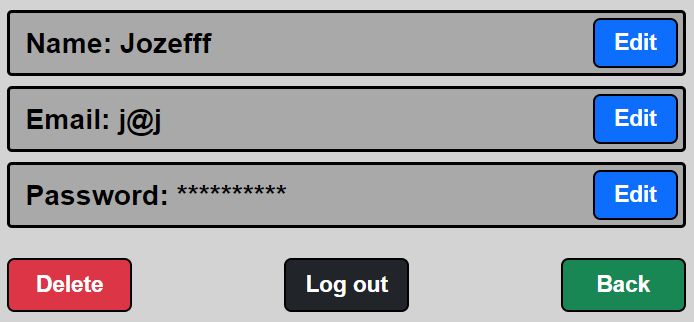 Name: Jozefff Edit
Email: j@j Edit
Password: ********** Edit
Delete Log out Back